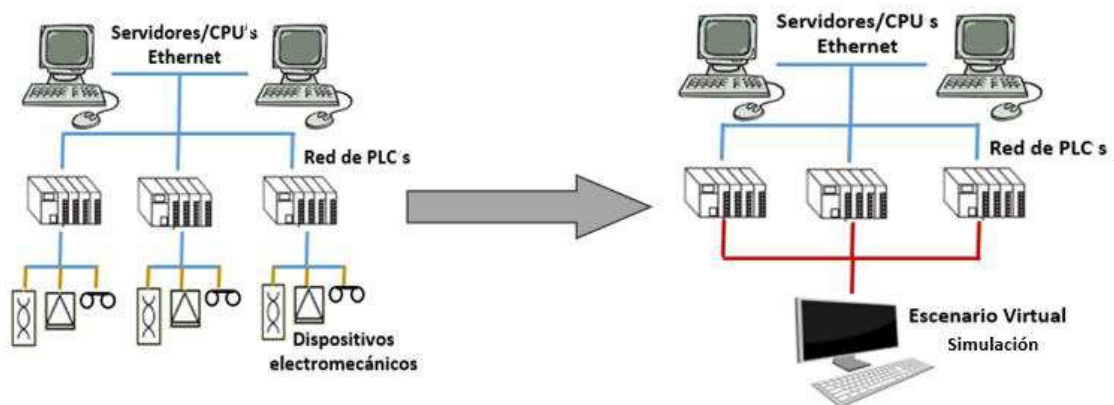 Servidores/CPU's
Ethernet
Red de PLC´s
Dispositivos
electromecánicos
Servidores/CPU´s
Ethernet
Red de PLC´s
Escenario Virtual
Simulación